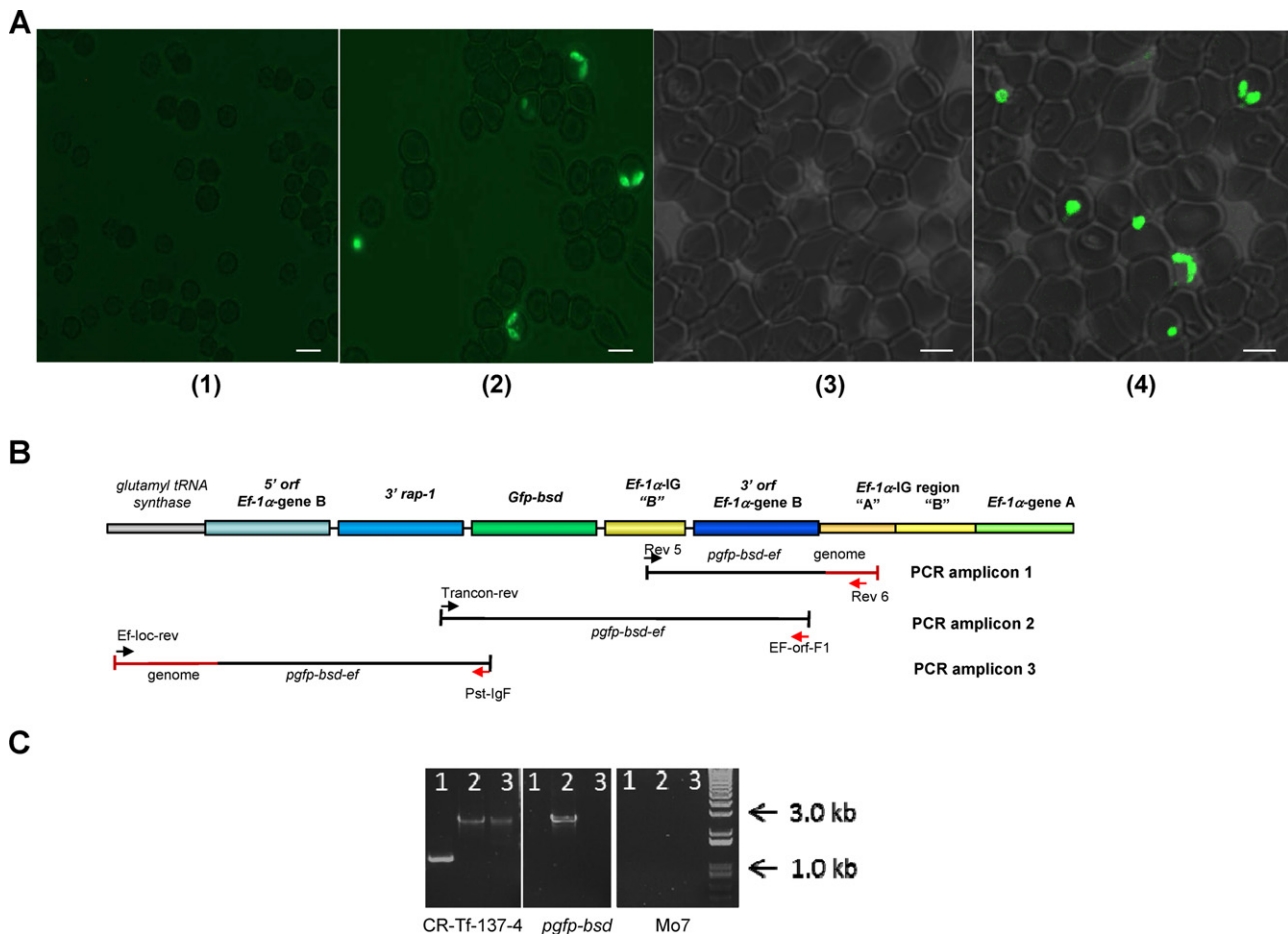 A
(1) (2) (3) (4)
B
glutamyl tRNA
synthase
5’ orf
Ef-1α-gene B
3’ rap-1
Gfp-bsd
Ef-1α-IG
“B”
3’ orf
Ef-1α-gene B
Ef-1α-IG region
“A” “B”
Ef-1α-gene A
Rev 5
pgfp-bsd-ef
genome
Rev 6
PCR amplicon 1
Trancon-rev
pgfp-bsd-ef
EF-orf-F1
PCR amplicon 2
Ef-loc-rev
genome
pgfp-bsd-ef
Pst-IgF
PCR amplicon 3
C
1 2 3 1 2 3 1 2 3
← 3.0 kb
← 1.0 kb
CR-Tf-137-4 pgfp-bsd Mo7